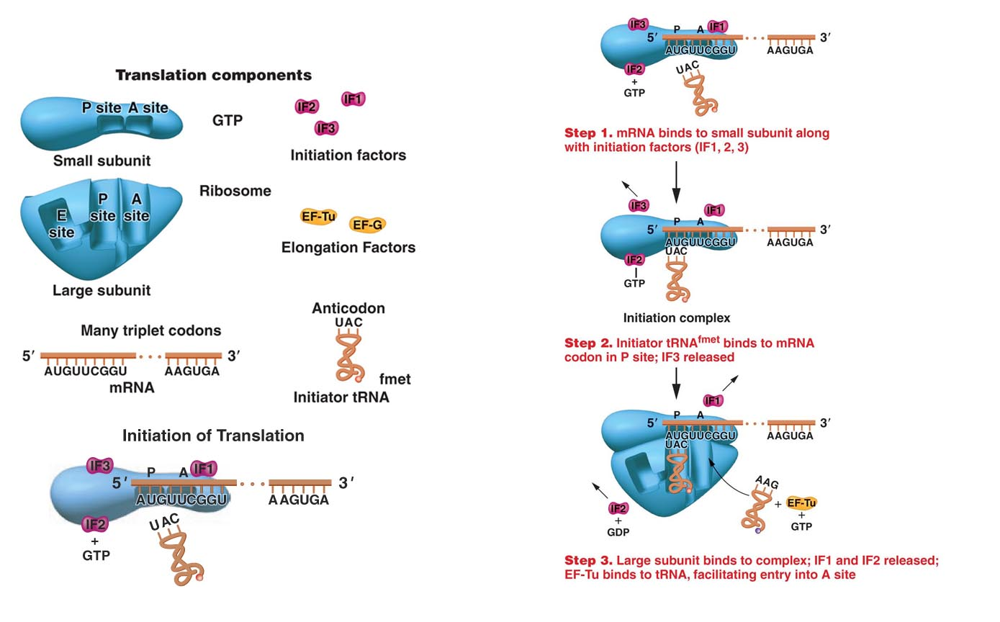 Translation components
P site A site
Small subunit
GTP
IF2
IF1
IF3
Initiation factors
E site
P site
A site
Large subunit
Ribosome
EF-Tu
EF-G
Elongation Factors
Many triplet codons
5′ 3′
AUGUUCGGU AAGUGA
mRNA
Anticodon
UAC
fmet
Initiator tRNA
Initiation of Translation
IF3
P A IF1
5′ 3′
AUGUUCGGU AAGUGA
IF2
+
GTP
UAC
IF3
P A IF1
5′ 3′
AUGUUCGGU AAGUGA
IF2
+
GTP
UAC
Step 1. mRNA binds to small subunit along
with initiation factors (IF1, 2, 3)
IF3
P A IF1
5′ 3′
AUGUUCGGU AAGUGA
UAC
IF2
GTP
Initiation complex
Step 2. Initiator tRNAfmet binds to mRNA
codon in P site; IF3 released
IF1
P A
5′ 3′
AUGUUCGGU AAGUGA
UAC
IF2
+
GDP
AAG
+ EF-Tu
+
GTP
Step 3. Large subunit binds to complex; IF1 and IF2 released;
EF-Tu binds to tRNA, facilitating entry into A site